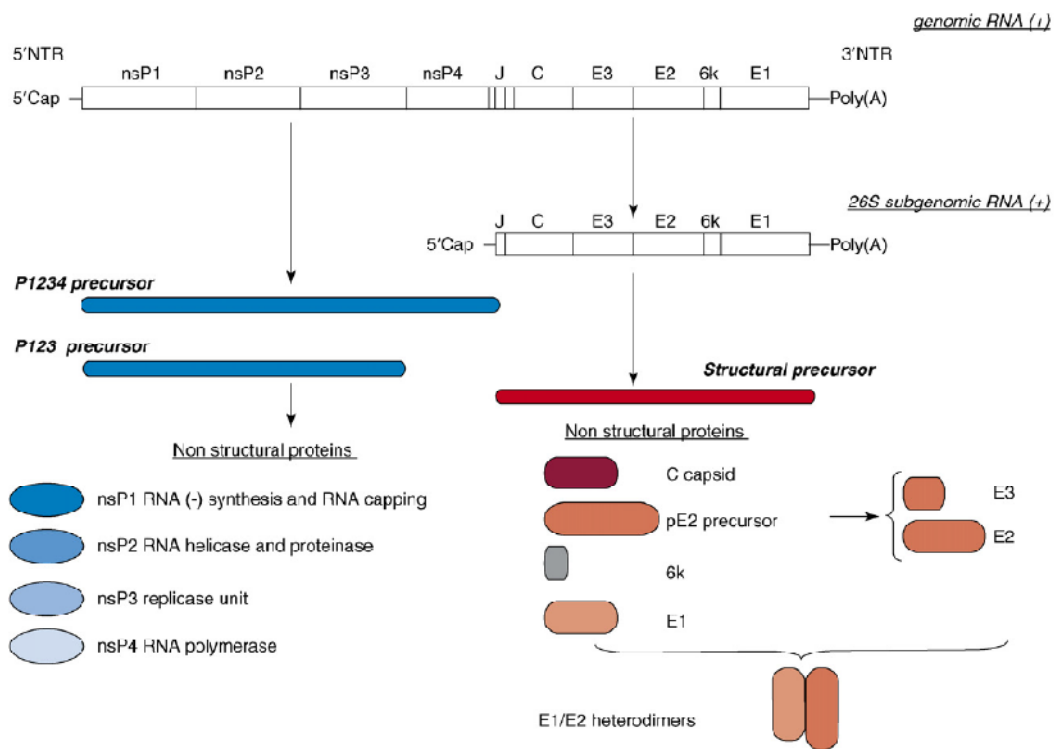 genomic RNA (+)
5'NTR 3'NTR
nsP1 nsP2 nsP3 nsP4 J C E3 E2 6k E1
5'Cap Poly(A)
26S subgenomic RNA (+)
J C E3 E2 6k E1
5'Cap Poly(A)
P1234 precursor
P123 precursor
Structural precursor
Non structural proteins
nsP1 RNA (-) synthesis and RNA capping
nsP2 RNA helicase and proteinase
nsP3 replicase unit
nsP4 RNA polymerase
Non structural proteins
C capsid
pE2 precursor
6k
E1
E3
E2
E1/E2 heterodimers